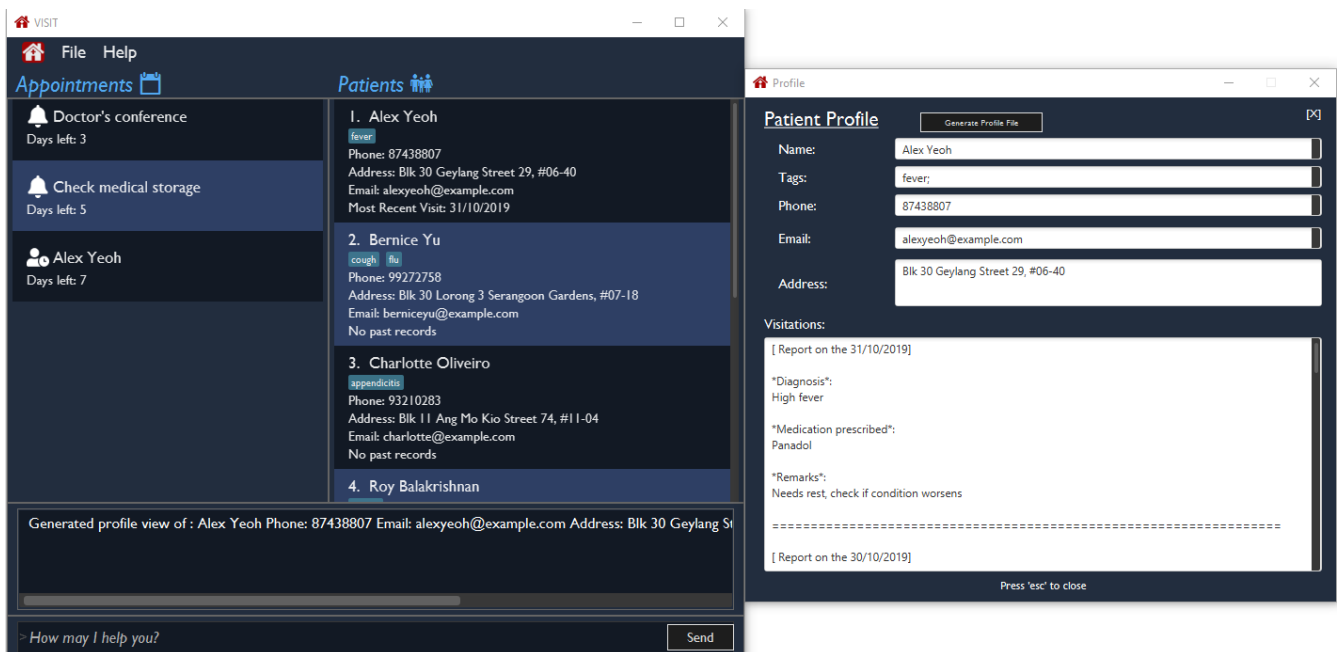 VISIT
File Help
Appointments
Doctor's conference
Days left: 3
Check medical storage
Days left: 5
Alex Yeoh
Days left: 7
Patients
1. Alex Yeoh
fever
Phone: 87438807
Address: Blk 30 Geylang Street 29, #06-40
Email: alexyeoh@example.com
Most Recent Visit: 31/10/2019
2. Bernice Yu
cough flu
Phone: 99272758
Address: Blk 30 Lorong 3 Serangoon Gardens, #07-18
Email: berniceyu@example.com
No past records
3. Charlotte Oliveiro
appendicitis
Phone: 93210283
Address: Blk 11 Ang Mo Kio Street 74, #11-04
Email: charlotte@example.com
No past records
4. Roy Balakrishnan
Generated profile view of : Alex Yeoh Phone: 87438807 Email: alexyeoh@example.com Address: Blk 30 Geylang
>How may I help you?
Send
Profile
Patient Profile
Generate Profile File
[X]
Name: Alex Yeoh
Tags: fever;
Phone: 87438807
Email: alexyeoh@example.com
Address: Blk 30 Geylang Street 29, #06-40
Visitations:
[ Report on the 31/10/2019]
*Diagnosis*:
High fever
*Medication prescribed*:
Panadol
*Remarks*:
Needs rest, check if condition worsens
==================================================================
[ Report on the 30/10/2019]
Press 'esc' to close